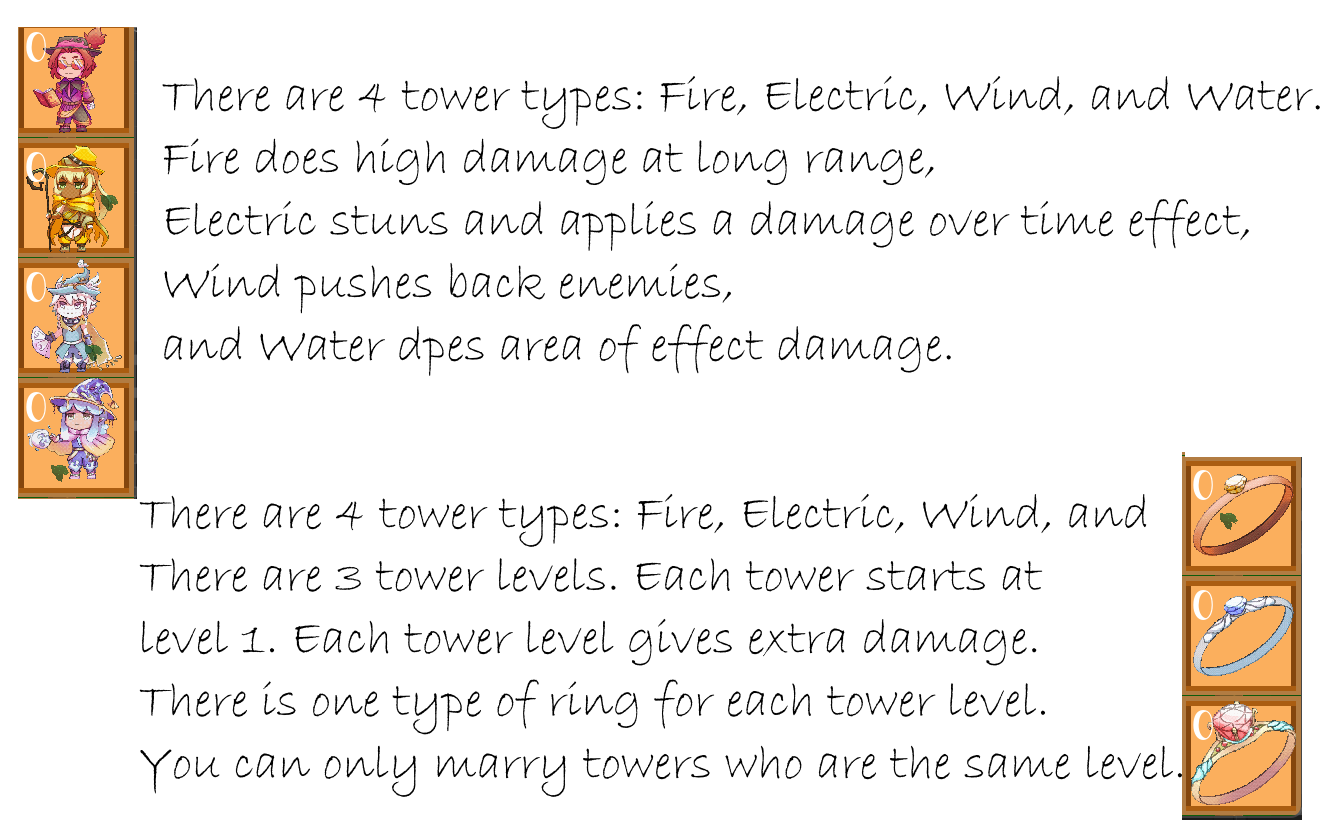 0
There are 4 tower types: Fire, Electric, Wind, and Water.
0
Fire does high damage at long range,
Electric stuns and applies a damage over time effect,
0
Wind pushes back enemies,
and Water dpes area of effect damage.
0
There are 4 tower types: Fire, Electric, Wind, and
There are 3 tower levels. Each tower starts at
level 1. Each tower level gives extra damage.
There is one type of ring for each tower level.
You can only marry towers who are the same level.
0
0
0